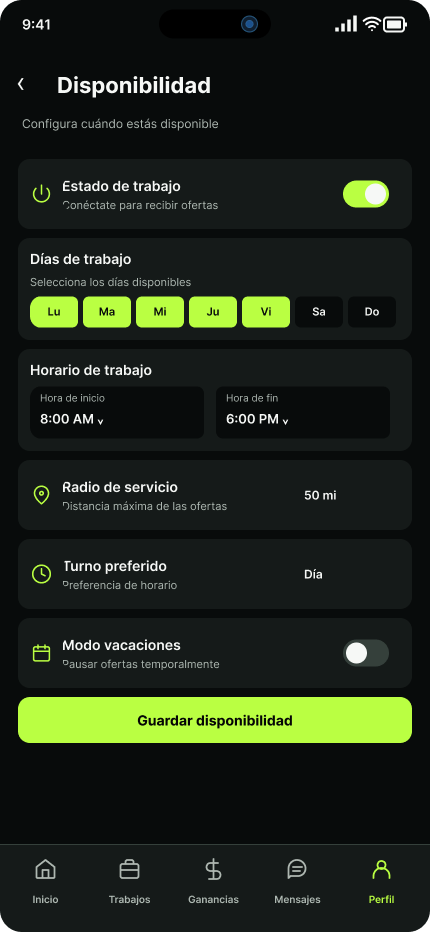 9:41
Disponibilidad
Configura cuándo estás disponible
Estado de trabajo
Conéctate para recibir ofertas
Días de trabajo
Selecciona los días disponibles
Lu Ma Mi Ju Vi Sa Do
Horario de trabajo
Hora de inicio Hora de fin
8:00 AM 6:00 PM
Radio de servicio
Distancia máxima de las ofertas
50 mi
Turno preferido
Preferencia de horario
Día
Modo vacaciones
Pausar ofertas temporalmente
Guardar disponibilidad
Inicio Trabajos Ganancias Mensajes Perfil